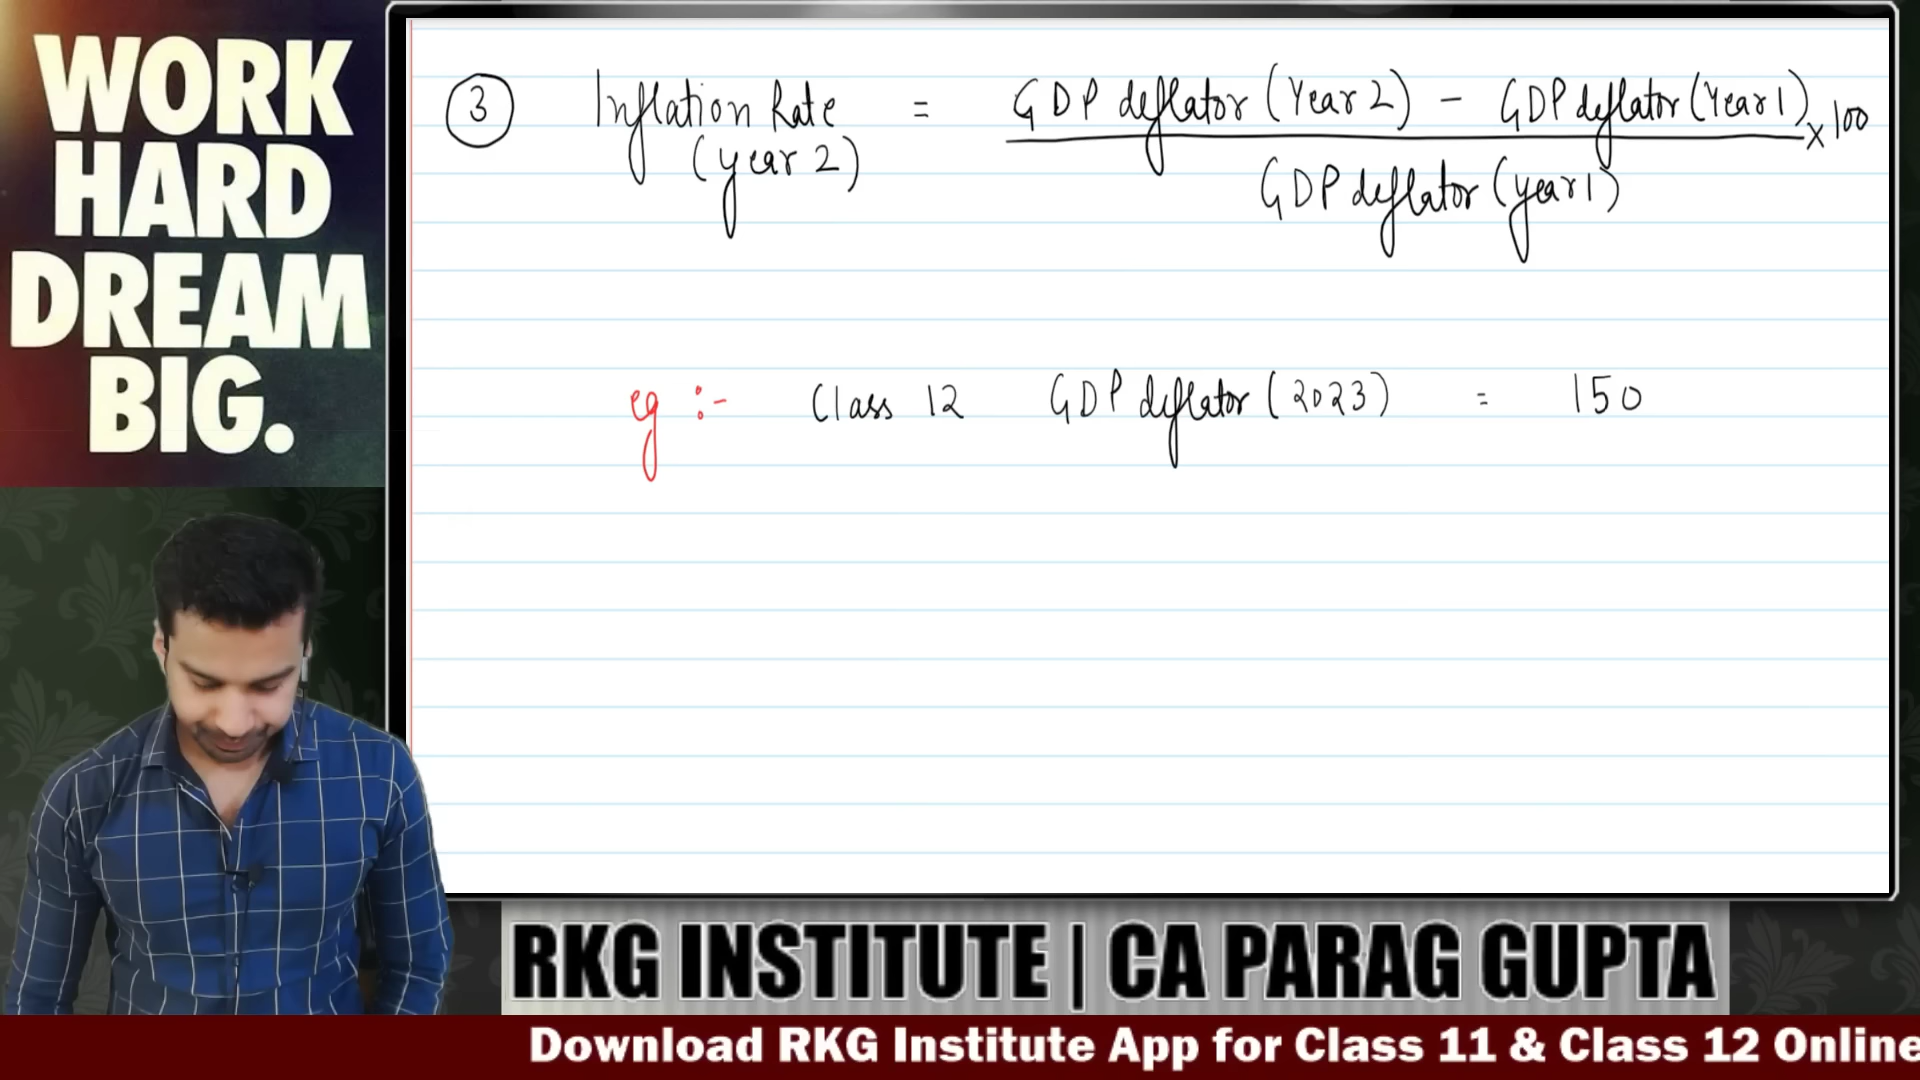 WORK
HARD
DREAM
BIG.
③ Inflation Rate = GDP deflator (Year 2) - GDP deflator (Year 1) × 100
(year 2) GDP deflator (year 1)
eg :- Class 12 GDP deflator (2023) = 150
RKG INSTITUTE | CA PARAG GUPTA
Download RKG Institute App for Class 11 & Class 12 Online